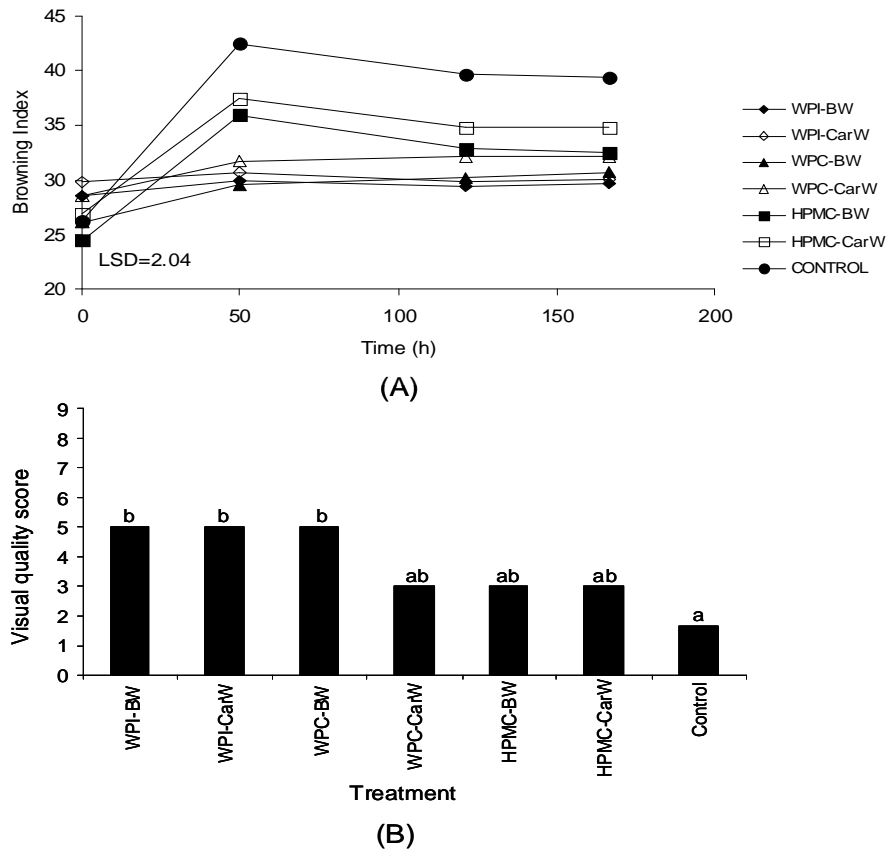 45
40
35
30
25
20
Browning Index
LSD=2.04
0
50
100
150
200
Time (h)
WPI-BW
WPI-CarW
WPC-BW
WPC-CarW
HPMC-BW
HPMC-CarW
CONTROL
(A)
9
8
7
6
5
4
3
2
1
0
Visual quality score
b
b
b
ab
ab
ab
a
WPI-BW
WPI-CarW
WPC-BW
WPC-CarW
HPMC-BW
HPMC-CarW
Control
Treatment
(B)